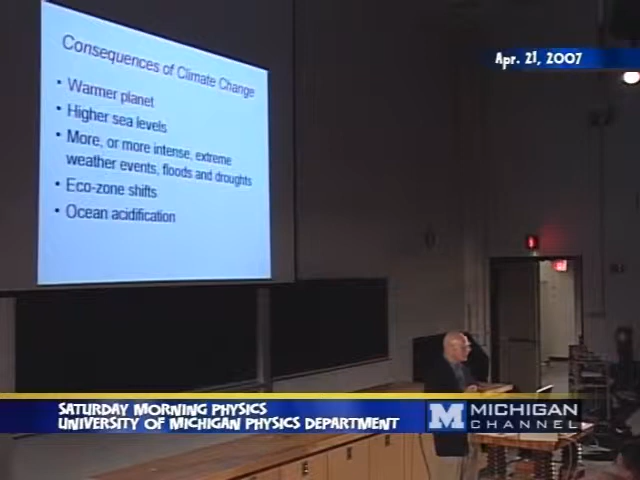 Consequences of Climate Change
• Warmer planet
• Higher sea levels
• More, or more intense, extreme
weather events, floods and droughts
• Eco-zone shifts
• Ocean acidification
Apr. 21, 2007
SATURDAY MORNING PHYSICS
UNIVERSITY OF MICHIGAN PHYSICS DEPARTMENT
M MICHIGAN
CHANNEL